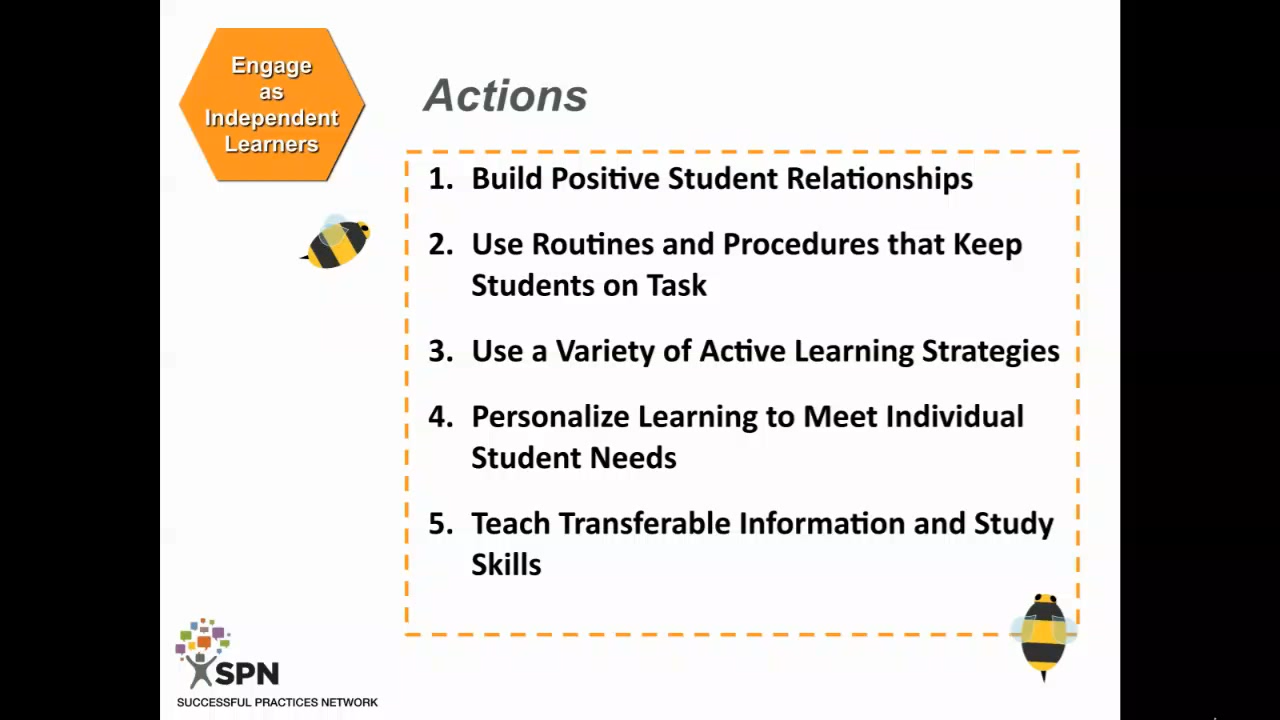 Engage
as
Independent
Learners
Actions
1. Build Positive Student Relationships
2. Use Routines and Procedures that Keep
Students on Task
3. Use a Variety of Active Learning Strategies
4. Personalize Learning to Meet Individual
Student Needs
5. Teach Transferable Information and Study
Skills
SPN
SUCCESSFUL PRACTICES NETWORK